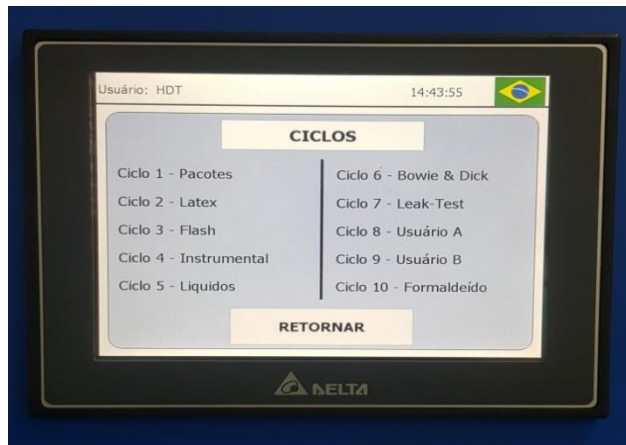 Usuário: HDT 14:43:55
CICLOS
Ciclo 1 - Pacotes
Ciclo 2 - Latex
Ciclo 3 - Flash
Ciclo 4 - Instrumental
Ciclo 5 - Liquidos
Ciclo 6 - Bowie & Dick
Ciclo 7 - Leak-Test
Ciclo 8 - Usuário A
Ciclo 9 - Usuário B
Ciclo 10 - Formaldeído
RETORNAR
DELTA